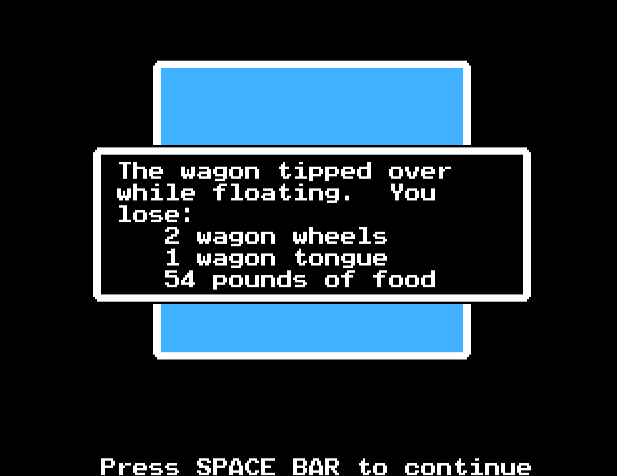 The wagon tipped over
while floating.  You
lose:
2 wagon wheels
1 wagon tongue
54 pounds of food
Press SPACE BAR to continue